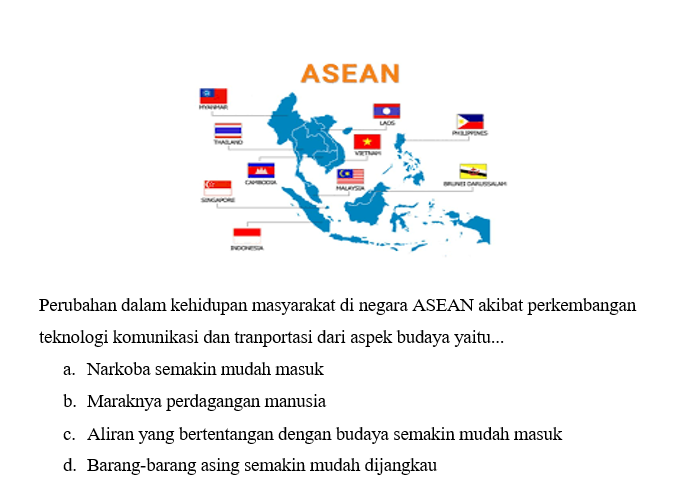 ASEAN
MYANMAR
LAOS
PHILIPPINES
THAILAND
VIETNAM
CAMBODIA
MALAYSIA
BRUNEI DARUSSALAM
SINGAPORE
INDONESIA
Perubahan dalam kehidupan masyarakat di negara ASEAN akibat perkembangan
teknologi komunikasi dan tranportasi dari aspek budaya yaitu...
a. Narkoba semakin mudah masuk
b. Maraknya perdagangan manusia
c. Aliran yang bertentangan dengan budaya semakin mudah masuk
d. Barang-barang asing semakin mudah dijangkau